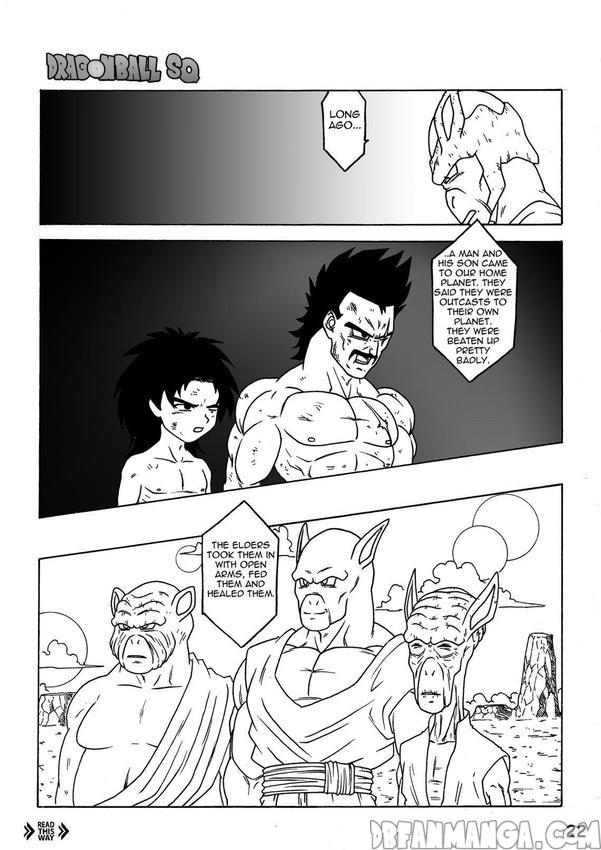 DRAGONBALL SQ
LONG
AGO...
..A MAN AND
HIS SON CAME
TO OUR HOME
PLANET. THEY
SAID THEY WERE
OUTCASTS TO
THEIR OWN
PLANET.
THEY WERE
BEATEN UP
PRETTY
BADLY.
THE ELDERS
TOOK THEM IN
WITH OPEN
ARMS, FED
THEM AND
HEALED THEM.
READ
THIS
WAY
22
DBFANMANGA.COM